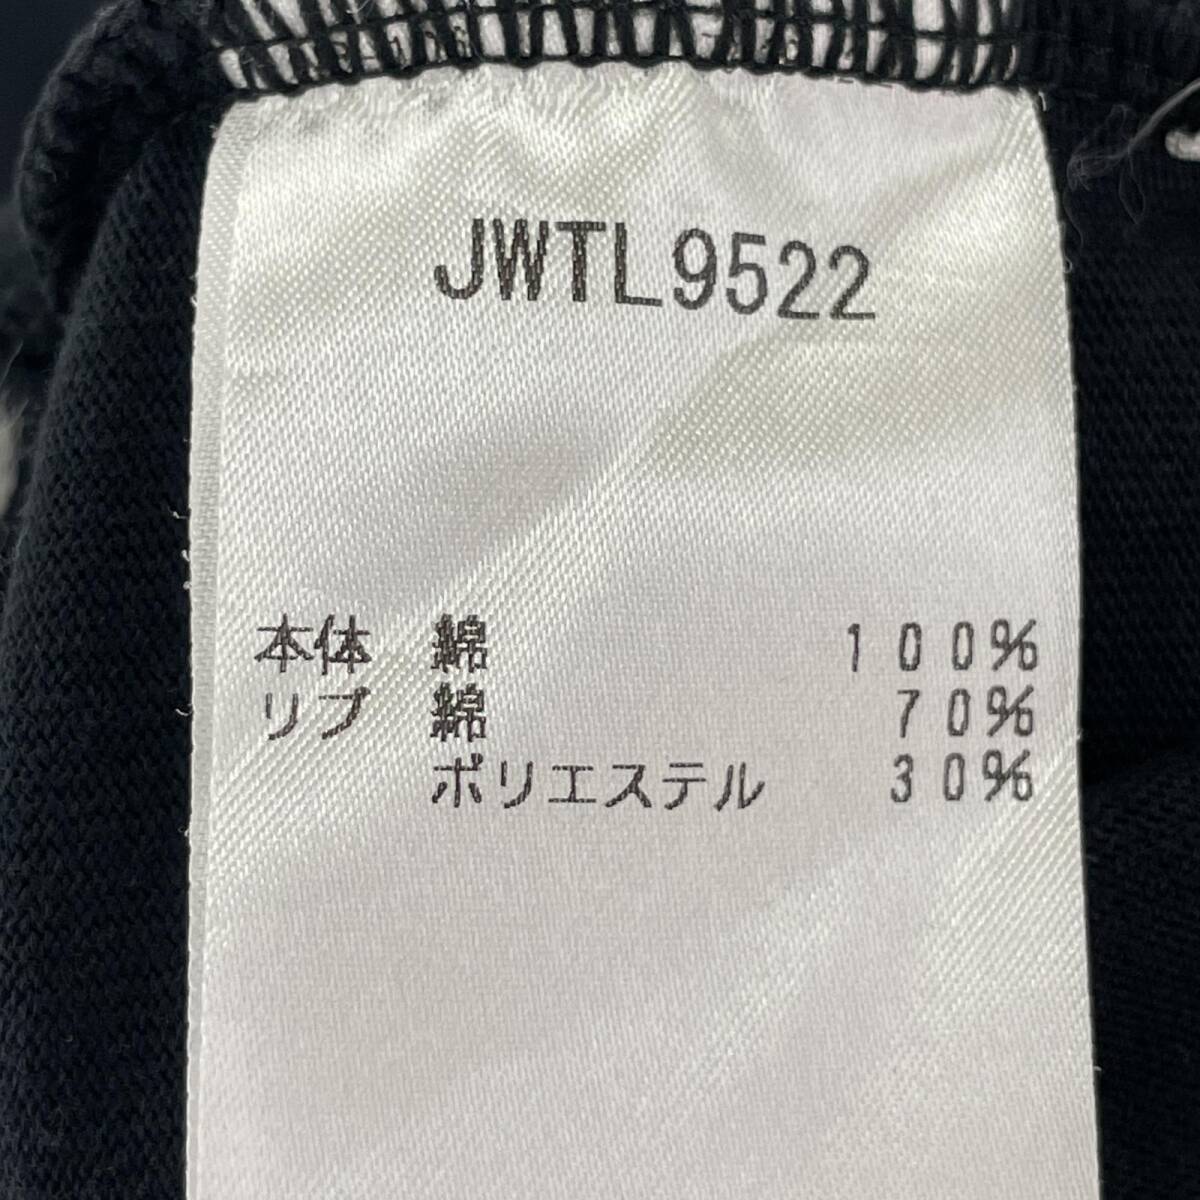 JWTL9522
本体 綿 100%
リブ 綿 70%
ポリエステル 30%